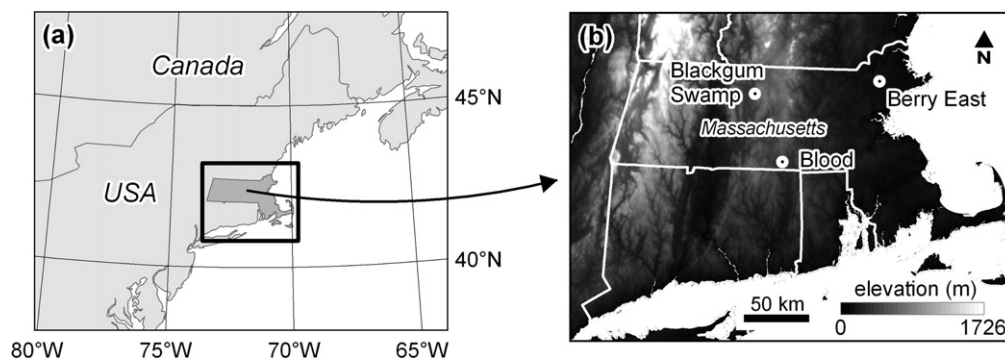 (a)
Canada
45°N
USA
40°N
80°W
75°W
70°W
65°W
(b)
N
Blackgum
Swamp
Berry East
Massachusetts
Blood
50 km
elevation (m)
0
1726